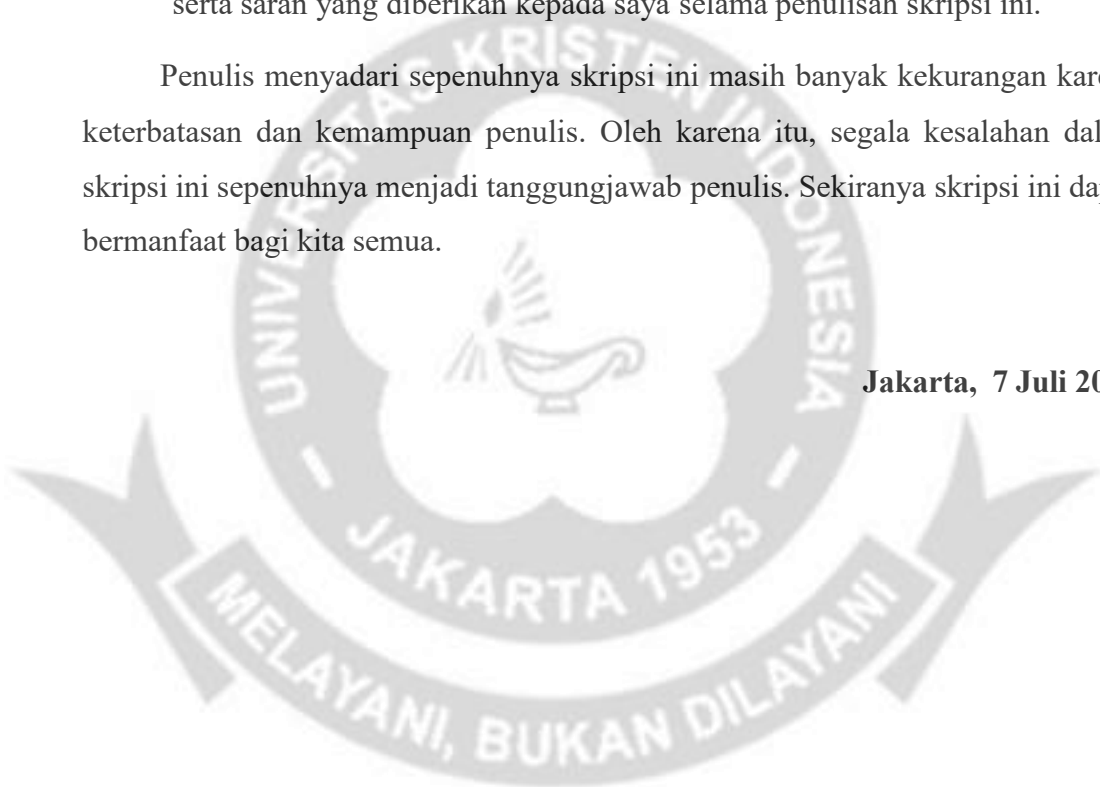 serta saran yang diberikan kepada saya selama penulisan skripsi ini.
Penulis menyadari sepenuhnya skripsi ini masih banyak kekurangan
keterbatasan dan kemampuan penulis. Oleh karena itu, segala kesalahan
skripsi ini sepenuhnya menjadi tanggungjawab penulis. Sekiranya skripsi ini
bermanfaat bagi kita semua.
Jakarta, 7 Juli
UNIVERSITAS KRISTEN INDONESIA
JAKARTA 1953
MELAYANI, BUKAN DILAYANI